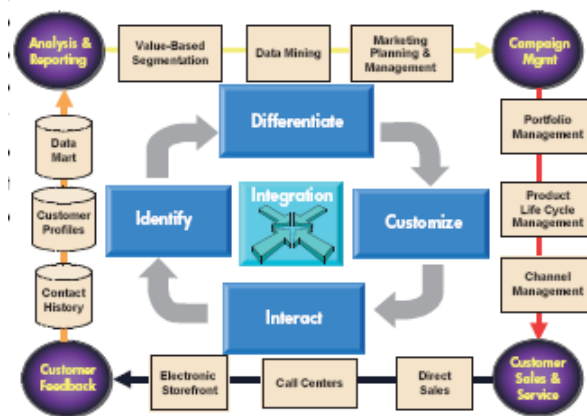 Analysis &
Reporting
Value-Based
Segmentation
Data Mining
Marketing
Planning &
Management
Campaign
Mgmt
Differentiate
Data
Mart
Portfolio
Management
Integration
Identify
Customize
Customer
Profiles
Product
Life Cycle
Management
Contact
History
Interact
Channel
Management
Customer
Feedback
Electronic
Storefront
Call Centers
Direct
Sales
Customer
Sales &
Service